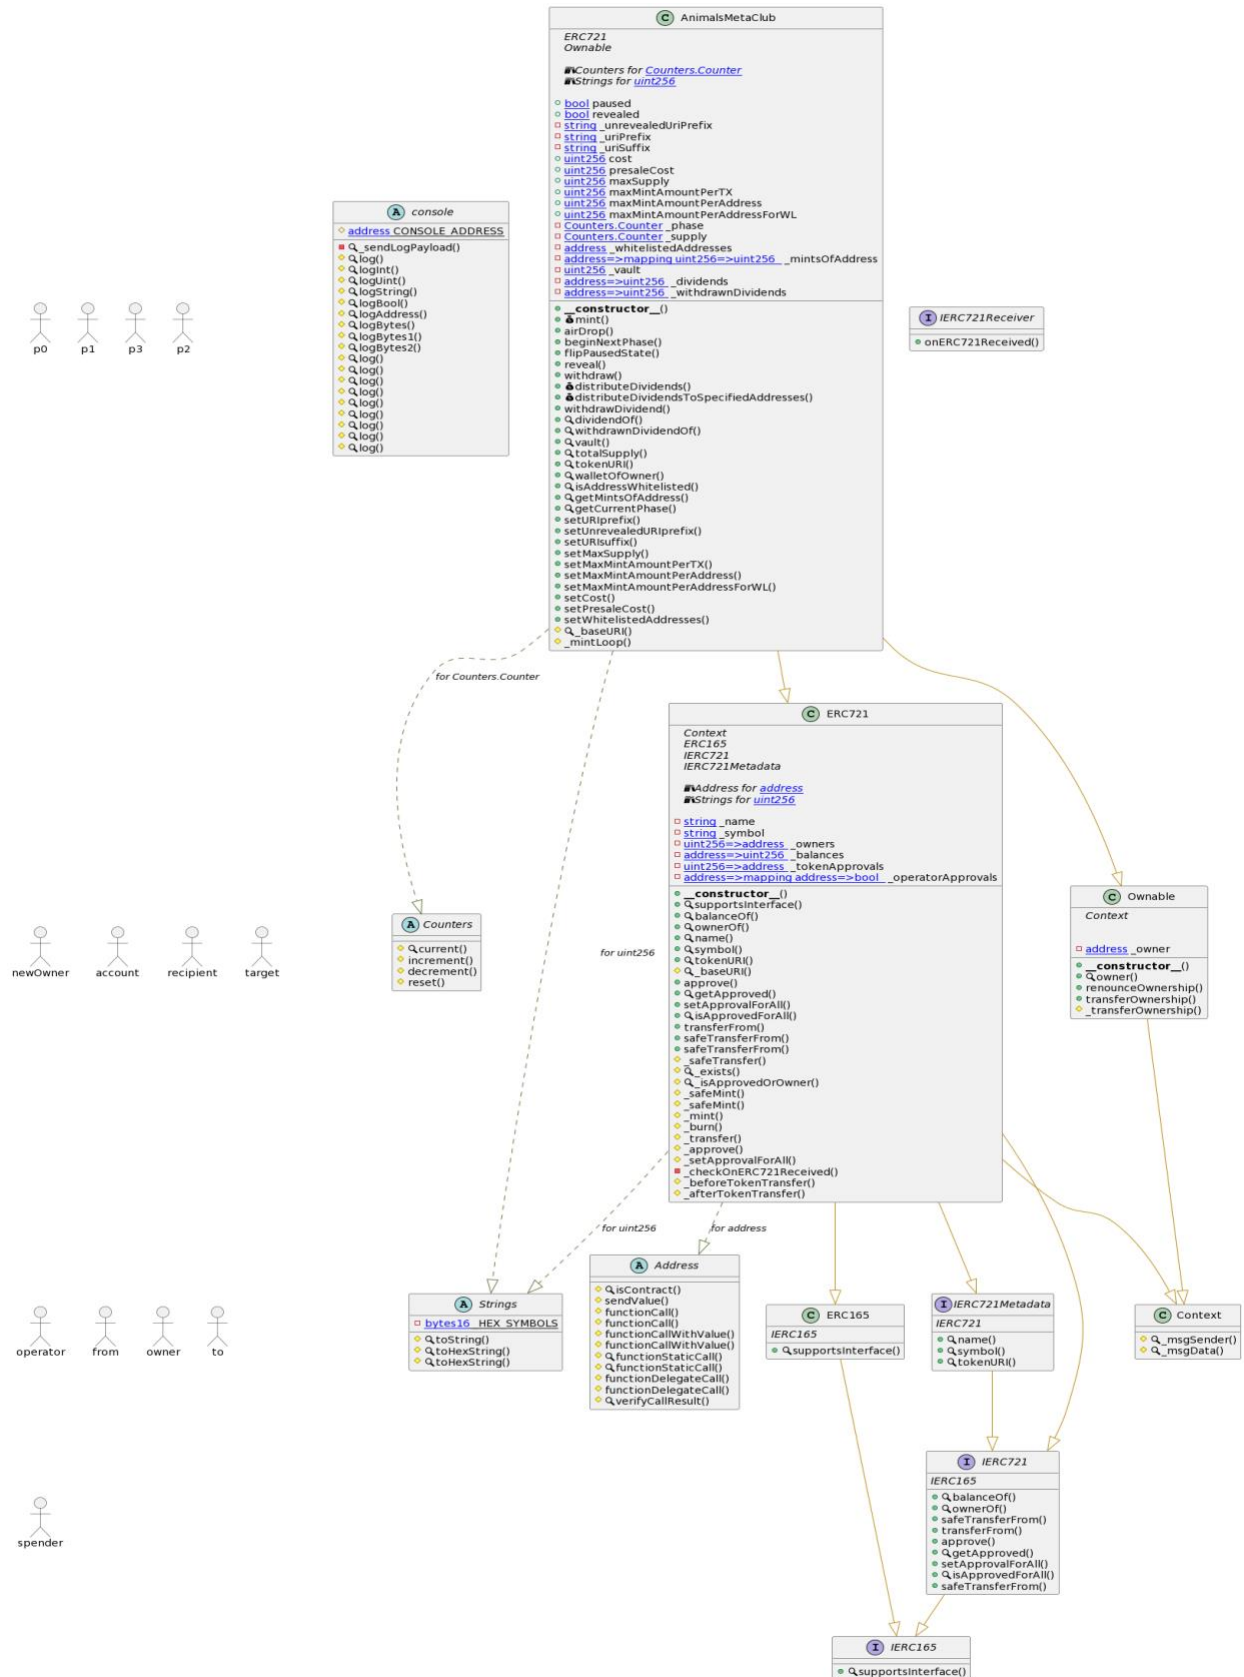 C AnimalsMetaClub
ERC721
Ownable
Counters for Counters.Counter
Strings for uint256
bool paused
bool revealed
string _unrevealedUriPrefix
string _uriPrefix
string _uriSuffix
uint256 cost
uint256 presaleCost
uint256 maxSupply
uint256 maxMintAmountPerTX
uint256 maxMintAmountPerAddress
uint256 maxMintAmountPerAddressForWL
Counters.Counter _phase
Counters.Counter _supply
address _whitelistedAddresses
address=>mapping uint256=>uint256 _mintsOfAddress
uint256 _vault
address=>uint256 _dividends
address=>uint256 _withdrawnDividends
__constructor__()
mint()
airDrop()
beginNextPhase()
flipPausedState()
reveal()
withdraw()
distributeDividends()
distributeDividendsToSpecifiedAddresses()
withdrawDividend()
dividendOf()
withdrawnDividendOf()
vault()
totalSupply()
tokenURI()
walletOfOwner()
isAddressWhitelisted()
getMintsOfAddress()
getCurrentPhase()
setURIprefix()
setUnrevealedURIprefix()
setURIsuffix()
setMaxSupply()
setMaxMintAmountPerTX()
setMaxMintAmountPerAddress()
setMaxMintAmountPerAddressForWL()
setCost()
setPresaleCost()
setWhitelistedAddresses()
_baseURI()
_mintLoop()
A console
address CONSOLE_ADDRESS
_sendLogPayload()
log()
logInt()
logUint()
logString()
logBool()
logAddress()
logBytes()
logBytes1()
logBytes2()
log()
log()
log()
log()
log()
log()
log()
log()
log()
p0 p1 p3 p2
I IERC721Receiver
onERC721Received()
for Counters.Counter
C ERC721
Context
ERC165
IERC721
IERC721Metadata
Address for address
Strings for uint256
string _name
string _symbol
uint256=>address _owners
address=>uint256 _balances
uint256=>address _tokenApprovals
address=>mapping address=>bool _operatorApprovals
__constructor__()
supportsInterface()
balanceOf()
ownerOf()
name()
symbol()
tokenURI()
_baseURI()
approve()
getApproved()
setApprovalForAll()
isApprovedForAll()
transferFrom()
safeTransferFrom()
safeTransferFrom()
_safeTransfer()
_exists()
_isApprovedOrOwner()
_safeMint()
_safeMint()
_mint()
_burn()
_transfer()
_approve()
_setApprovalForAll()
_checkOnERC721Received()
_beforeTokenTransfer()
_afterTokenTransfer()
C Ownable
Context
address _owner
__constructor__()
owner()
renounceOwnership()
transferOwnership()
_transferOwnership()
A Counters
current()
increment()
decrement()
reset()
for uint256
newOwner account recipient target
for uint256
for address
A Strings
bytes16 _HEX_SYMBOLS
toString()
toHexString()
toHexString()
A Address
isContract()
sendValue()
functionCall()
functionCall()
functionCallWithValue()
functionCallWithValue()
functionStaticCall()
functionStaticCall()
functionDelegateCall()
functionDelegateCall()
verifyCallResult()
C ERC165
IERC165
supportsInterface()
I IERC721Metadata
IERC721
name()
symbol()
tokenURI()
C Context
_msgSender()
_msgData()
operator from owner to
I IERC721
IERC165
balanceOf()
ownerOf()
safeTransferFrom()
transferFrom()
approve()
getApproved()
setApprovalForAll()
isApprovedForAll()
safeTransferFrom()
spender
I IERC165
supportsInterface()